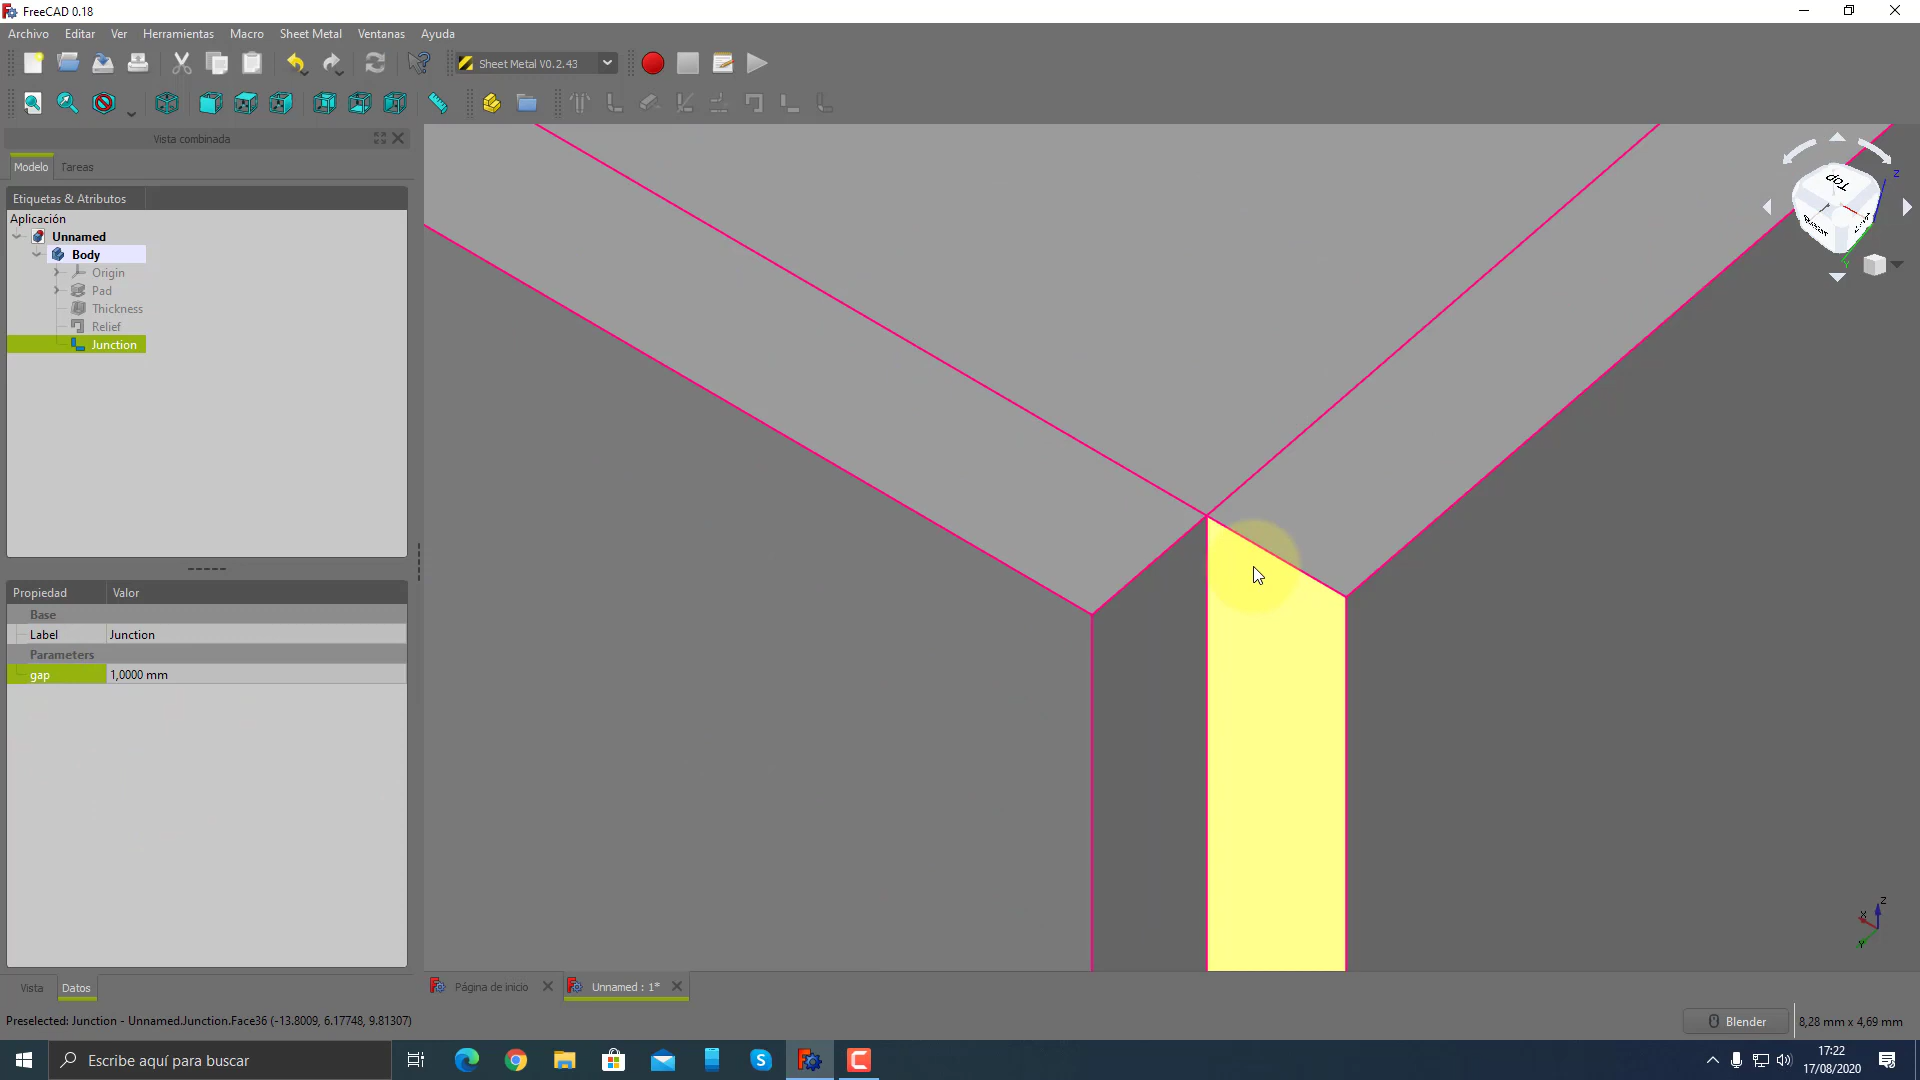 FreeCAD 0.18
Archivo Editar Ver Herramientas Macro Sheet Metal Ventanas Ayuda
Sheet Metal V0.2.43
Vista combinada
Modelo Tareas
Etiquetas & Atributos
Aplicación
Unnamed
Body
Origin
Pad
Thickness
Relief
Junction
Top
Z
Y
Propiedad Valor
Base
Label Junction
Parameters
gap 1,0000 mm
Z
X
Y
Vista Datos
Página de inicio Unnamed : 1*
Preselected: Junction - Unnamed.Junction.Face36 (-13.8009, 6.17748, 9.81307)
Blender 8,28 mm x 4,69 mm
Escribe aquí para buscar
17:22
17/08/2020